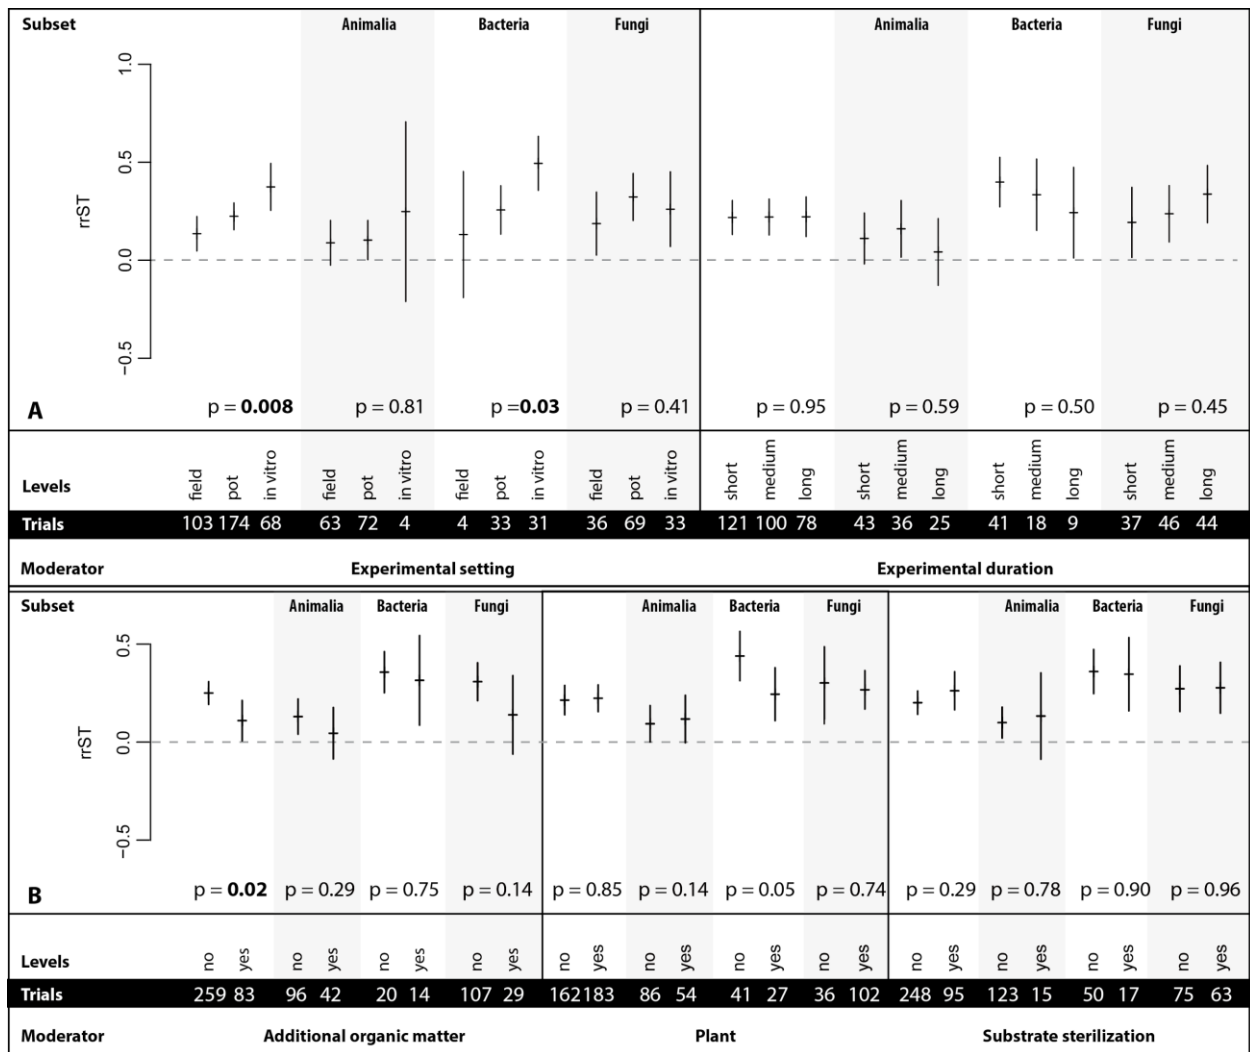 Subset Animalia Bacteria Fungi Animalia Bacteria Fungi
1.0
0.5
0.0
−0.5
rrST
A p = 0.008 p = 0.81 p =0.03 p = 0.41 p = 0.95 p = 0.59 p = 0.50 p = 0.45
Levels field pot in vitro field pot in vitro field pot in vitro field pot in vitro short medium long short medium long short medium long short medium long
Trials 103 174 68 63 72 4 4 33 31 36 69 33 121 100 78 43 36 25 41 18 9 37 46 44
Moderator Experimental setting Experimental duration
Subset Animalia Bacteria Fungi Animalia Bacteria Fungi Animalia Bacteria Fungi
0.5
0.0
−0.5
rrST
B p = 0.02 p = 0.29 p = 0.75 p = 0.14 p = 0.85 p = 0.14 p = 0.05 p = 0.74 p = 0.29 p = 0.78 p = 0.90 p = 0.96
Levels no yes no yes no yes no yes no yes no yes no yes no yes no yes no yes no yes no yes
Trials 259 83 96 42 20 14 107 29 162 183 86 54 41 27 36 102 248 95 123 15 50 17 75 63
Moderator Additional organic matter Plant Substrate sterilization